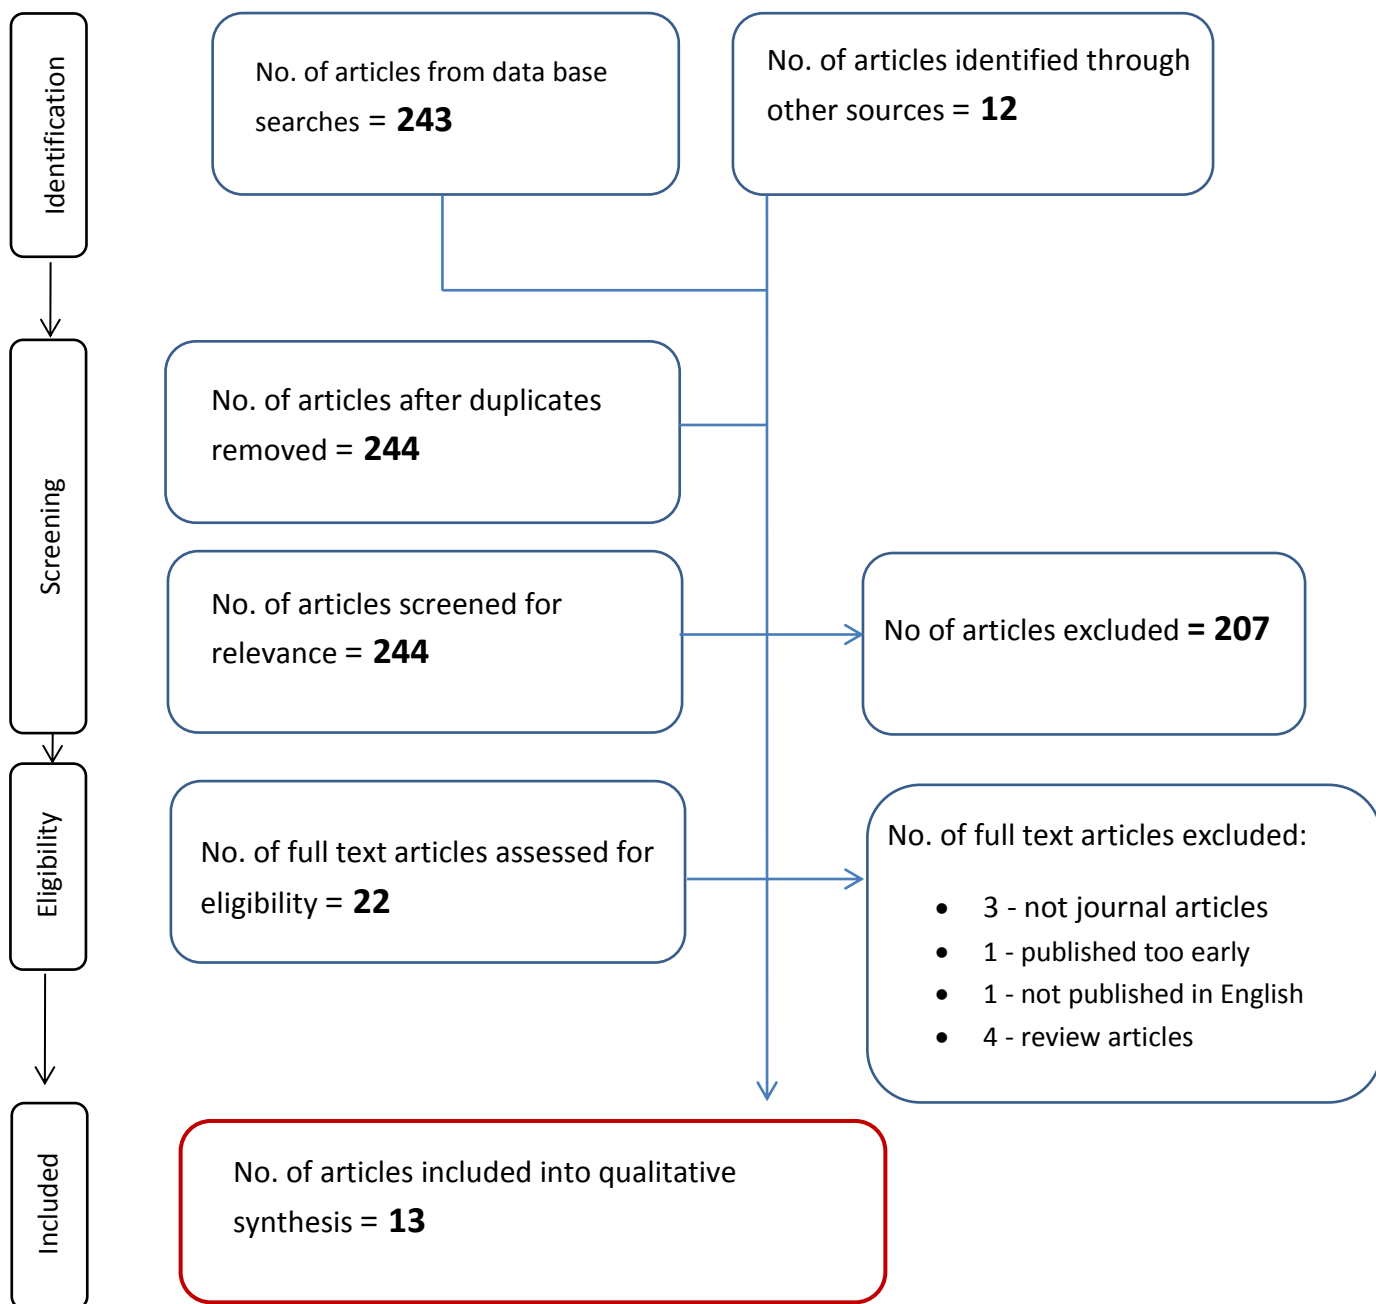 Identification
No. of articles from data base
searches = 243
No. of articles identified through
other sources = 12
Screening
No. of articles after duplicates
removed = 244
No. of articles screened for
relevance = 244
No of articles excluded = 207
Eligibility
No. of full text articles assessed for
eligibility = 22
No. of full text articles excluded:
• 3 - not journal articles
• 1 - published too early
• 1 - not published in English
• 4 - review articles
Included
No. of articles included into qualitative
synthesis = 13